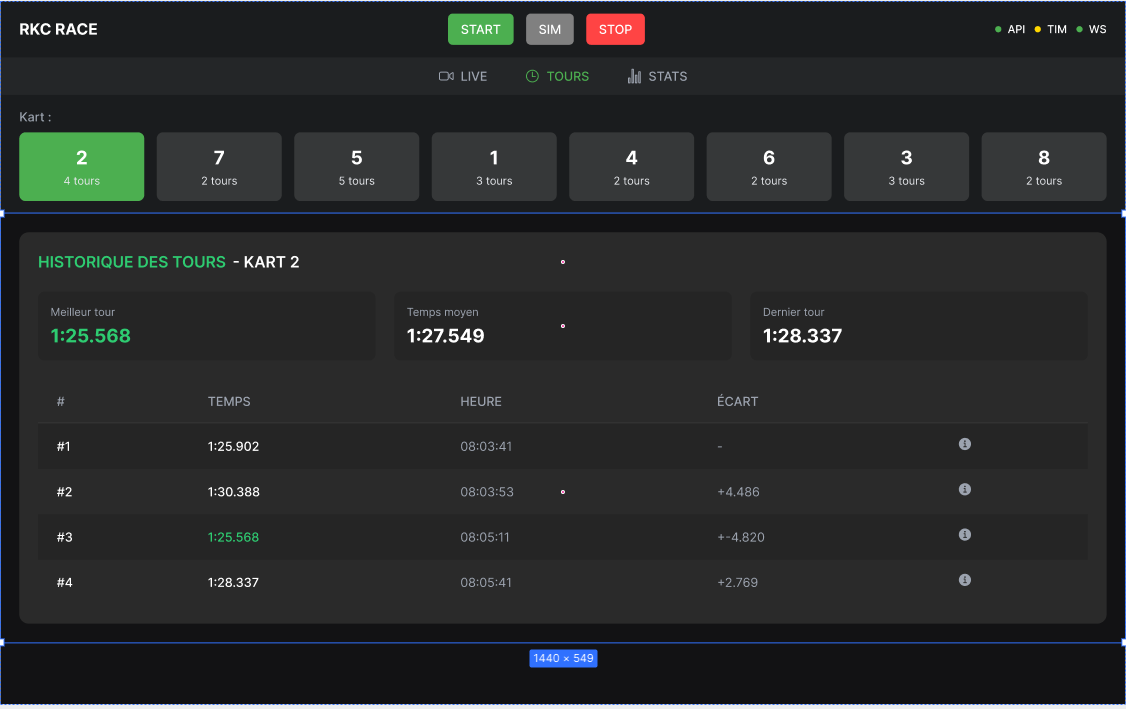 RKC RACE START SIM STOP API TIM WS
LIVE TOURS STATS
Kart :
2 7 5 1 4 6 3 8
4 tours 2 tours 5 tours 3 tours 2 tours 2 tours 3 tours 2 tours
HISTORIQUE DES TOURS - KART 2
Meilleur tour Temps moyen Dernier tour
1:25.568 1:27.549 1:28.337
# TEMPS HEURE ÉCART
#1 1:25.902 08:03:41 -
#2 1:30.388 08:03:53 +4.486
#3 1:25.568 08:05:11 +-4.820
#4 1:28.337 08:05:41 +2.769
1440 × 549